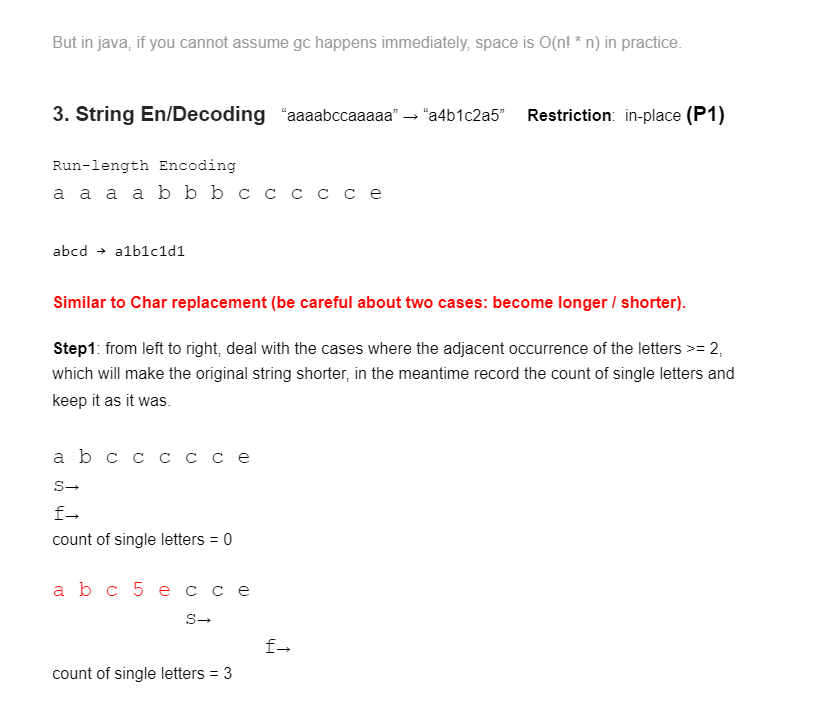 But in java, if you cannot assume gc happens immediately, space is O(n! * n) in practice.
3. String En/Decoding “aaaabccaaaaa” → “a4b1c2a5” Restriction: in-place (P1)
Run-length Encoding
a a a a b b b c c c c c e
abcd → a1b1c1d1
Similar to Char replacement (be careful about two cases: become longer / shorter).
Step1: from left to right, deal with the cases where the adjacent occurrence of the letters >= 2,
which will make the original string shorter, in the meantime record the count of single letters and
keep it as it was.
a b c c c c c e
s→
f→
count of single letters = 0
a b c 5 e c c e
s→
f→
count of single letters = 3